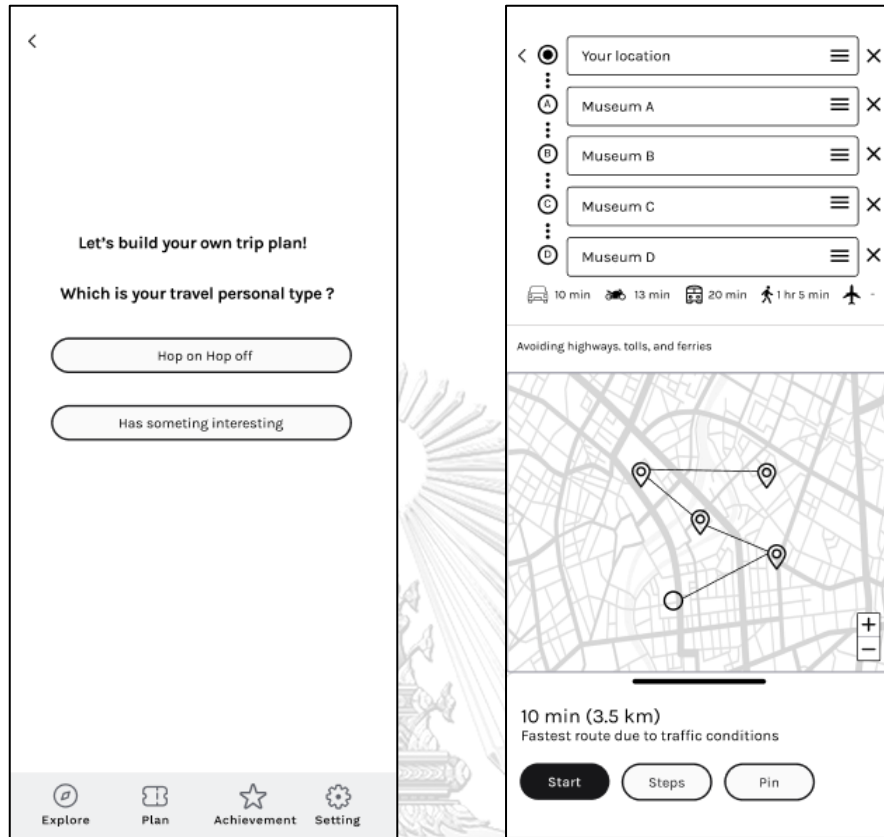 Let's build your own trip plan!
Which is your travel personal type ?
Hop on Hop off
Has someting interesting
Explore Plan Achievement Setting
Your location
A Museum A
B Museum B
C Museum C
D Museum D
10 min 13 min 20 min 1 hr 5 min -
Avoiding highways, tolls, and ferries
+
−
10 min (3.5 km)
Fastest route due to traffic conditions
Start Steps Pin